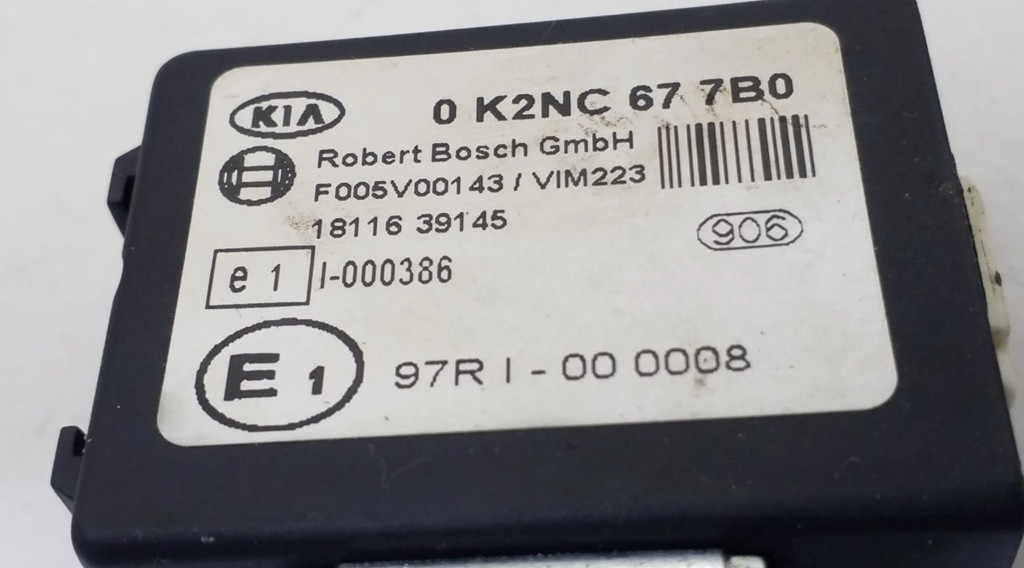 KIA 0 K2NC 67 7B0
Robert Bosch GmbH
F005V00143 / VIM223
18116 39145
906
e 1 I-000386
E 1 97R I - 00 0008